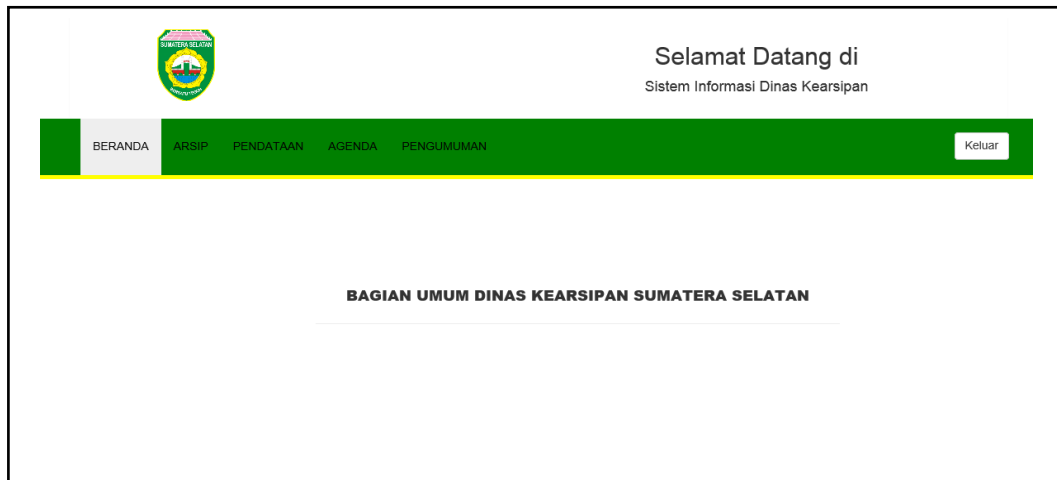 SUMATERA SELATAN
Selamat Datang di
Sistem Informasi Dinas Kearsipan
BERANDA ARSIP PENDATAAN AGENDA PENGUMUMAN Keluar
BAGIAN UMUM DINAS KEARSIPAN SUMATERA SELATAN